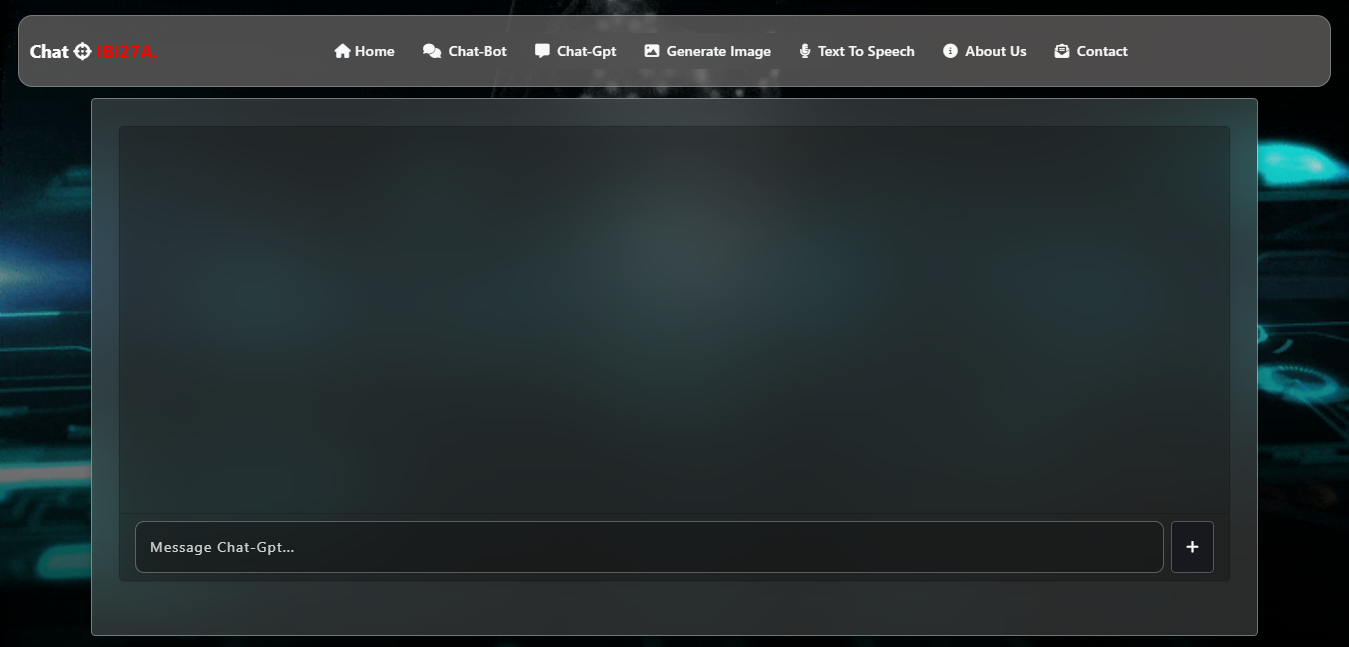 Chat IBI27A.
Home
Chat-Bot
Chat-Gpt
Generate Image
Text To Speech
About Us
Contact
Message Chat-Gpt...
+